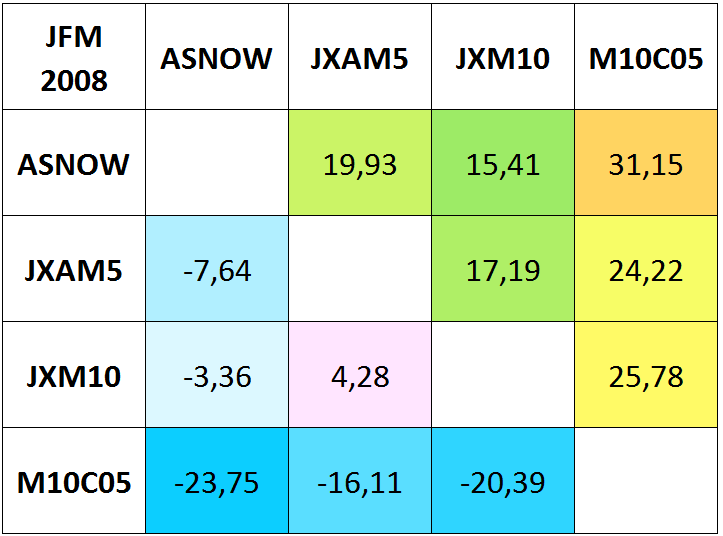 JFM 2008 ASNOW JXAM5 JXM10 M10C05
ASNOW 19,93 15,41 31,15
JXAM5 -7,64 17,19 24,22
JXM10 -3,36 4,28 25,78
M10C05 -23,75 -16,11 -20,39